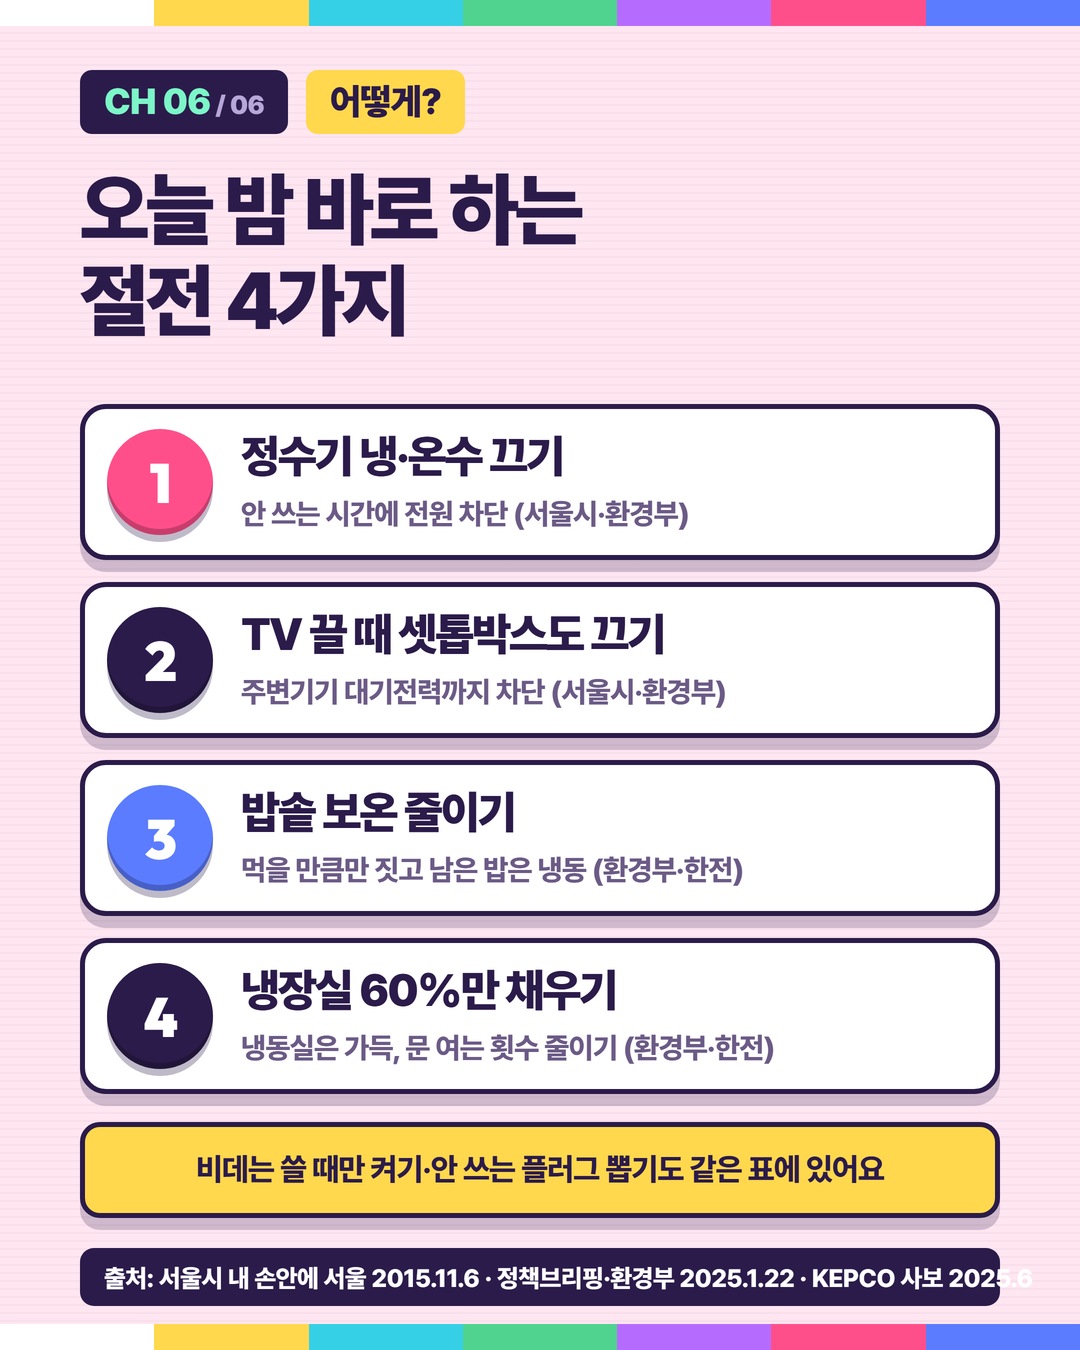 CH 06 / 06
어떻게?
오늘 밤 바로 하는
절전 4가지
1
정수기 냉·온수 끄기
안 쓰는 시간에 전원 차단 (서울시·환경부)
2
TV 끌 때 셋톱박스도 끄기
주변기기 대기전력까지 차단 (서울시·환경부)
3
밥솥 보온 줄이기
먹을 만큼만 짓고 남은 밥은 냉동 (환경부·한전)
4
냉장실 60%만 채우기
냉동실은 가득, 문 여는 횟수 줄이기 (환경부·한전)
비데는 쓸 때만 켜기·안 쓰는 플러그 뽑기도 같은 표에 있어요
출처: 서울시 내 손안에 서울 2015.11.6 · 정책브리핑·환경부 2025.1.22 · KEPCO 사보 2025.6